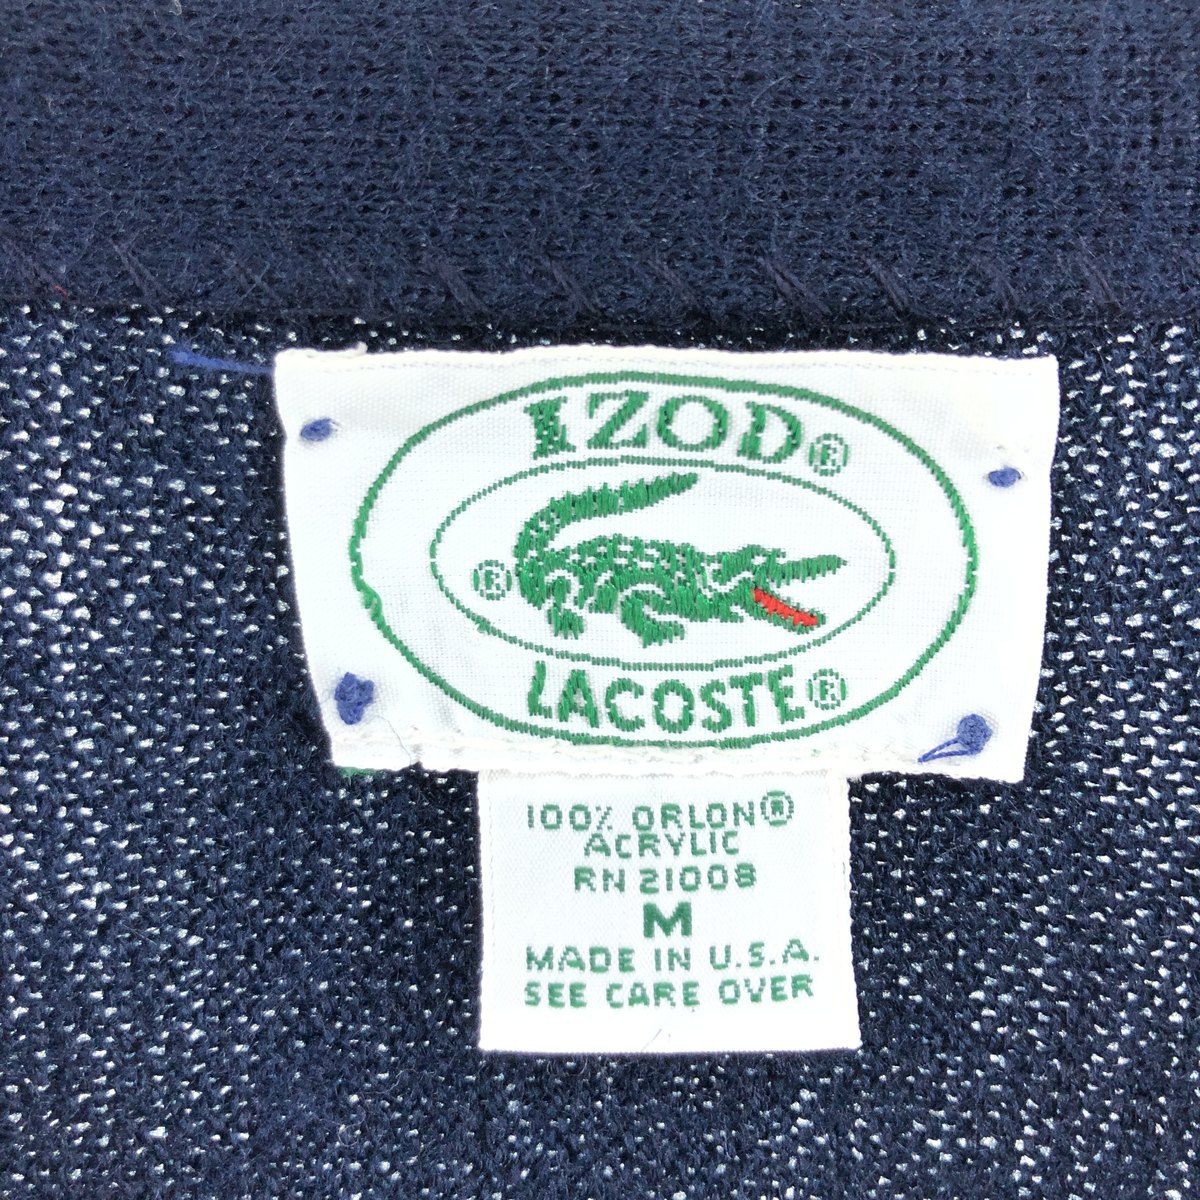 IZOD®
®
LACOSTE®
100% ORLON®
ACRYLIC
RN 21008
M
MADE IN U.S.A.
SEE CARE OVER